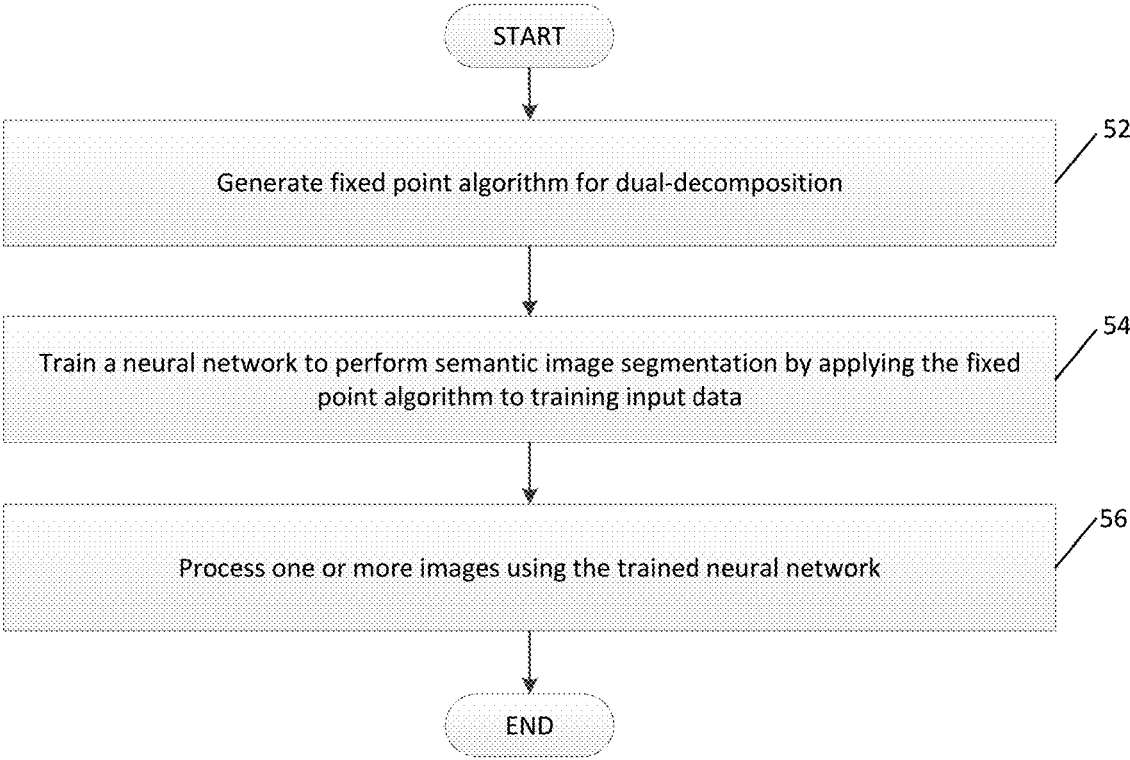 START
52
Generate fixed point algorithm for dual-decomposition
54
Train a neural network to perform semantic image segmentation by applying the fixed
point algorithm to training input data
56
Process one or more images using the trained neural network
END